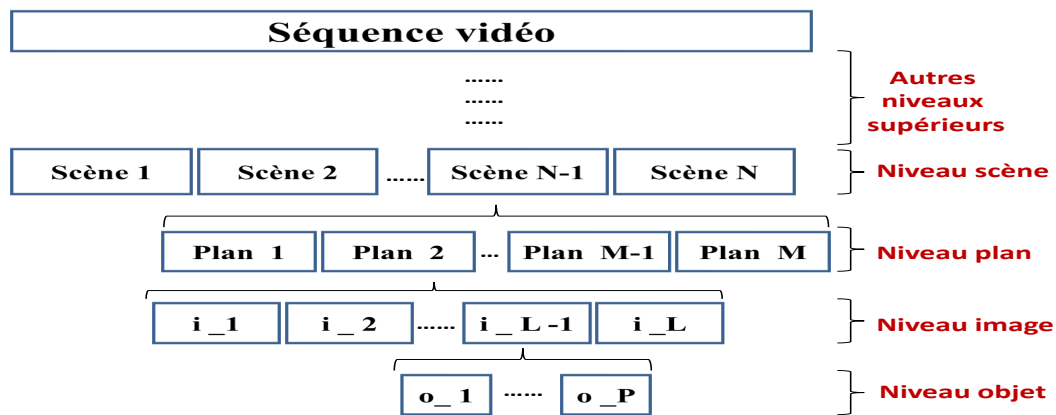 Séquence vidéo
......
......
......
Autres
niveaux
supérieurs
Scène 1 Scène 2 ...... Scène N-1 Scène N Niveau scène
Plan 1 Plan 2 ... Plan M-1 Plan M Niveau plan
i _1 i _ 2 ...... i _ L -1 i _L Niveau image
o_ 1 ...... o _P Niveau objet